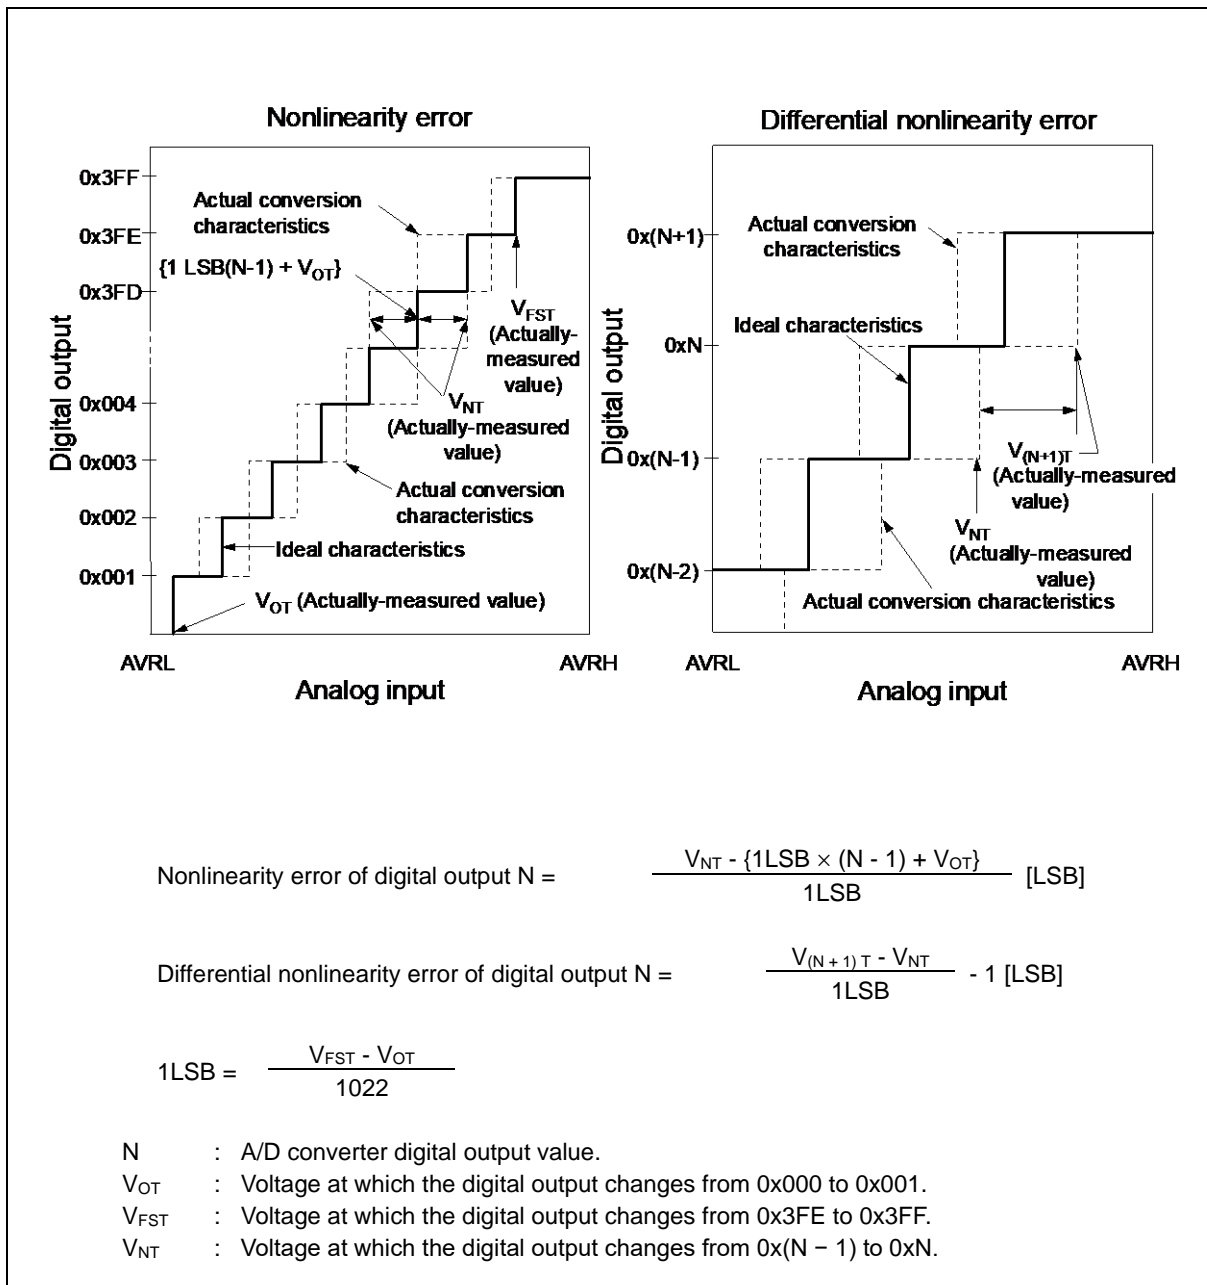 Nonlinearity error
0x3FF
0x3FE
0x3FD
0x004
0x003
0x002
0x001
Digital output
Actual conversion
characteristics
{1 LSB(N-1) + VOT}
VFST
(Actually-
measured
value)
VNT
(Actually-measured
value)
Actual conversion
characteristics
Ideal characteristics
VOT (Actually-measured value)
AVRL
AVRH
Analog input
Differential nonlinearity error
0x(N+1)
0xN
0x(N-1)
0x(N-2)
Digital output
Actual conversion
characteristics
Ideal characteristics
V(N+1)T
(Actually-measured
value)
VNT
(Actually-measured
value)
Actual conversion characteristics
AVRL
AVRH
Analog input
Nonlinearity error of digital output N =
VNT - {1LSB × (N - 1) + VOT}
1LSB
[LSB]
Differential nonlinearity error of digital output N =
V(N + 1) T - VNT
1LSB
- 1 [LSB]
1LSB =
VFST - VOT
1022
N : A/D converter digital output value.
VOT : Voltage at which the digital output changes from 0x000 to 0x001.
VFST : Voltage at which the digital output changes from 0x3FE to 0x3FF.
VNT : Voltage at which the digital output changes from 0x(N − 1) to 0xN.